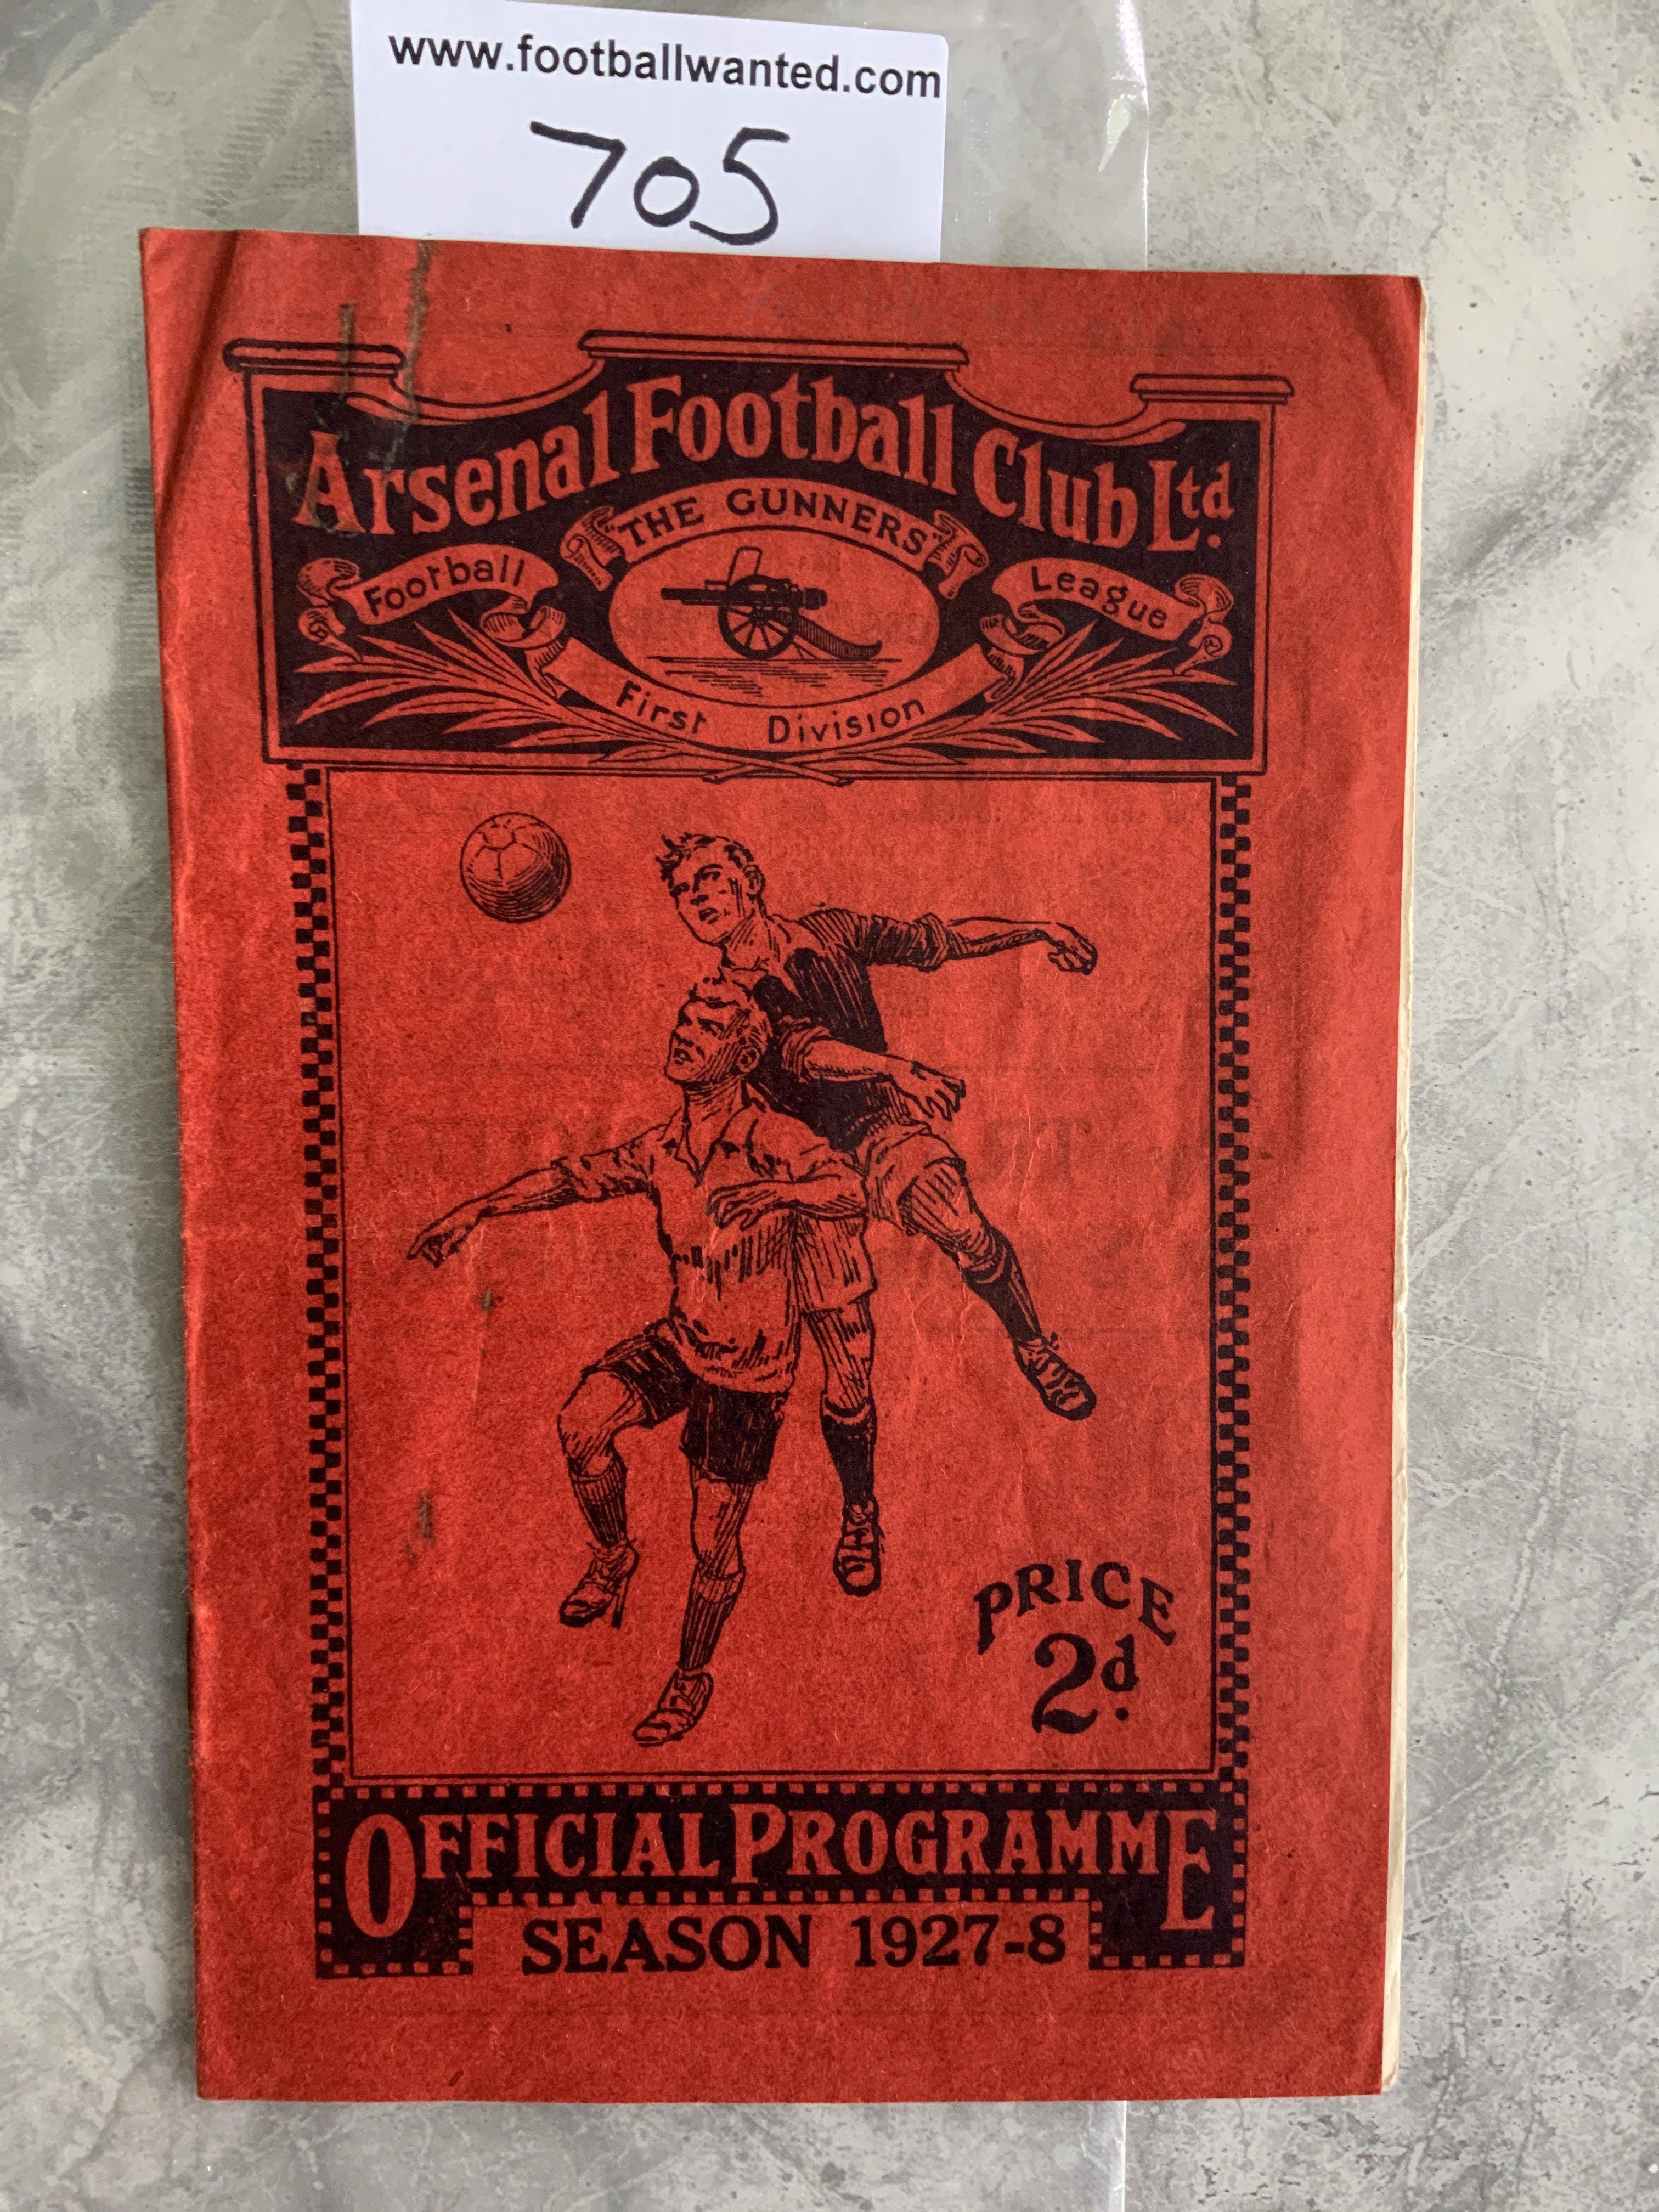 www.footballwanted.com
705
Arsenal Football Club Ltd.
"THE GUNNERS"
Football League
First Division
PRICE
2d.
OFFICIAL PROGRAMME
SEASON 1927-8